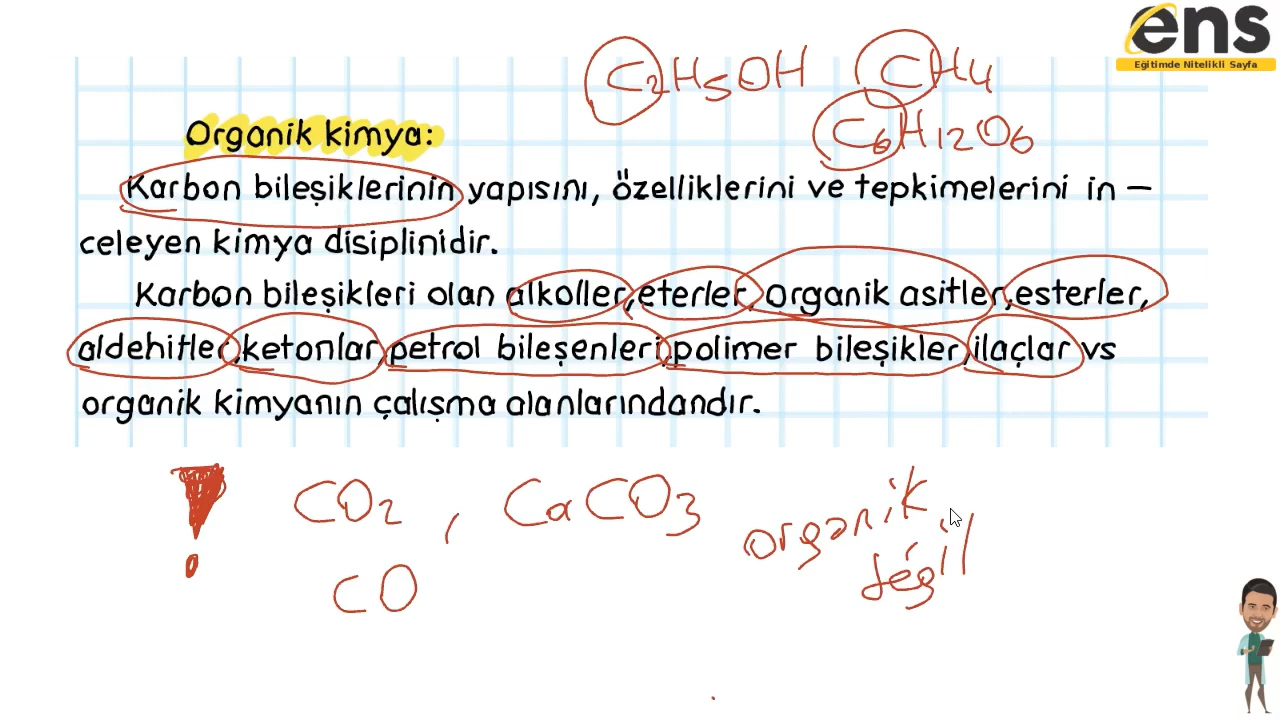 ens
Eğitimde Nitelikli Sayfa
C2H5OH CH4
C6H12O6
Organik kimya:
Karbon bileşiklerinin yapısını, özelliklerini ve tepkimelerini in -
celeyen kimya disiplinidir.
Karbon bileşikleri olan alkoller, eterler, organik asitler, esterler,
aldehitler, ketonlar, petrol bileşenleri, polimer bileşikler, ilaçlar vs
organik kimyanın çalışma alanlarındandır.
! CO2, CaCO3 organik
CO değil